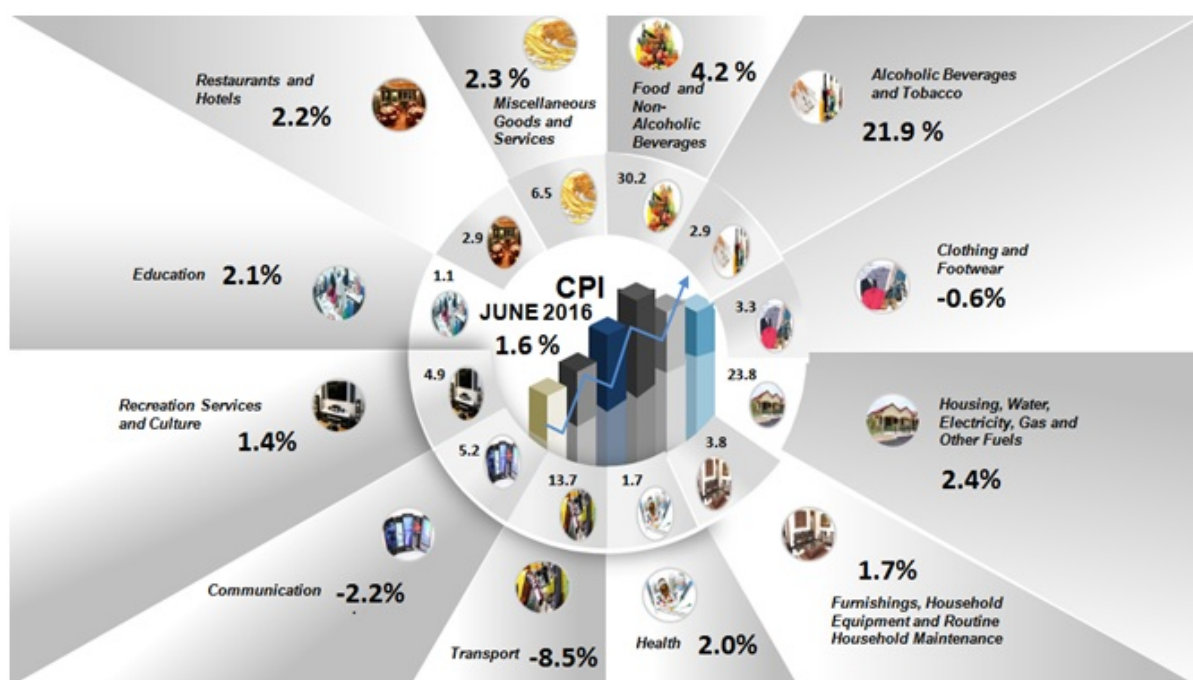 Restaurants and
Hotels
2.2%
2.3 %
Miscellaneous
Goods and
Services
4.2 %
Food and
Non-
Alcoholic
Beverages
Alcoholic Beverages
and Tobacco
21.9 %
6.5
30.2
2.9
2.9
Education 2.1%
1.1
CPI
JUNE 2016
1.6 %
3.3
Clothing and
Footwear
-0.6%
Recreation Services
and Culture
1.4%
4.9
23.8
Housing, Water,
Electricity, Gas and
Other Fuels
2.4%
5.2
13.7
1.7
3.8
Communication -2.2%
Transport -8.5%
Health 2.0%
1.7%
Furnishings, Household
Equipment and Routine
Household Maintenance